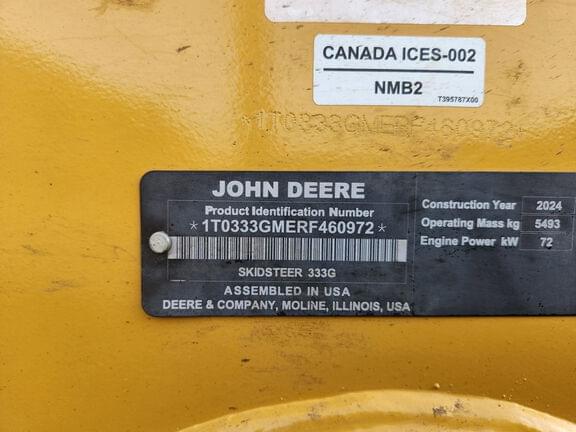 CANADA ICES-002
NMB2
T395787X00
*1T0333GMERF460972*
JOHN DEERE
Product Identification Number
*1T0333GMERF460972*
SKIDSTEER 333G
ASSEMBLED IN USA
DEERE & COMPANY, MOLINE, ILLINOIS, USA
Construction Year 2024
Operating Mass kg 5493
Engine Power kW 72